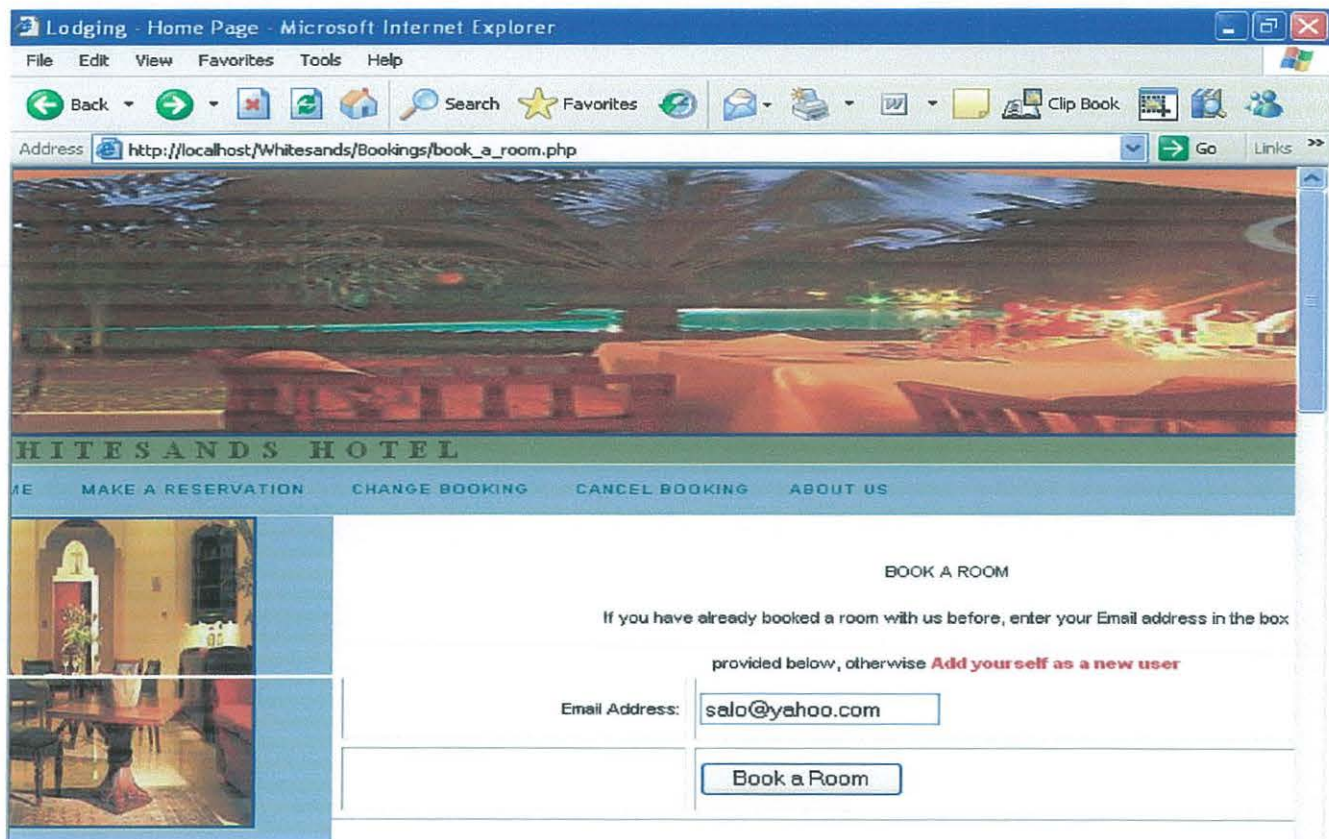 Lodging - Home Page - Microsoft Internet Explorer
File Edit View Favorites Tools Help
Back Search Favorites Clip Book
Address http://localhost/Whitesands/Bookings/book_a_room.php Go Links »
HITESANDS HOTEL
ME MAKE A RESERVATION CHANGE BOOKING CANCEL BOOKING ABOUT US
BOOK A ROOM
If you have already booked a room with us before, enter your Email address in the box
provided below, otherwise Add yourself as a new user
Email Address: salo@yahoo.com
Book a Room